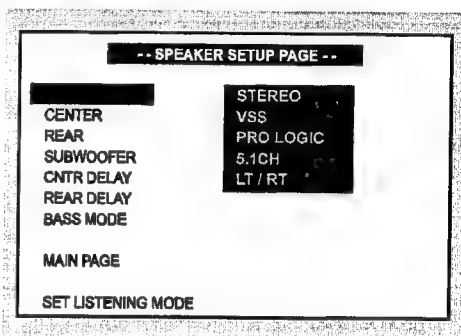 -- SPEAKER SETUP PAGE --
STEREO
CENTER
VSS
REAR
PRO LOGIC
SUBWOOFER
5.1CH
CNTR DELAY
LT / RT
REAR DELAY
BASS MODE
MAIN PAGE
SET LISTENING MODE